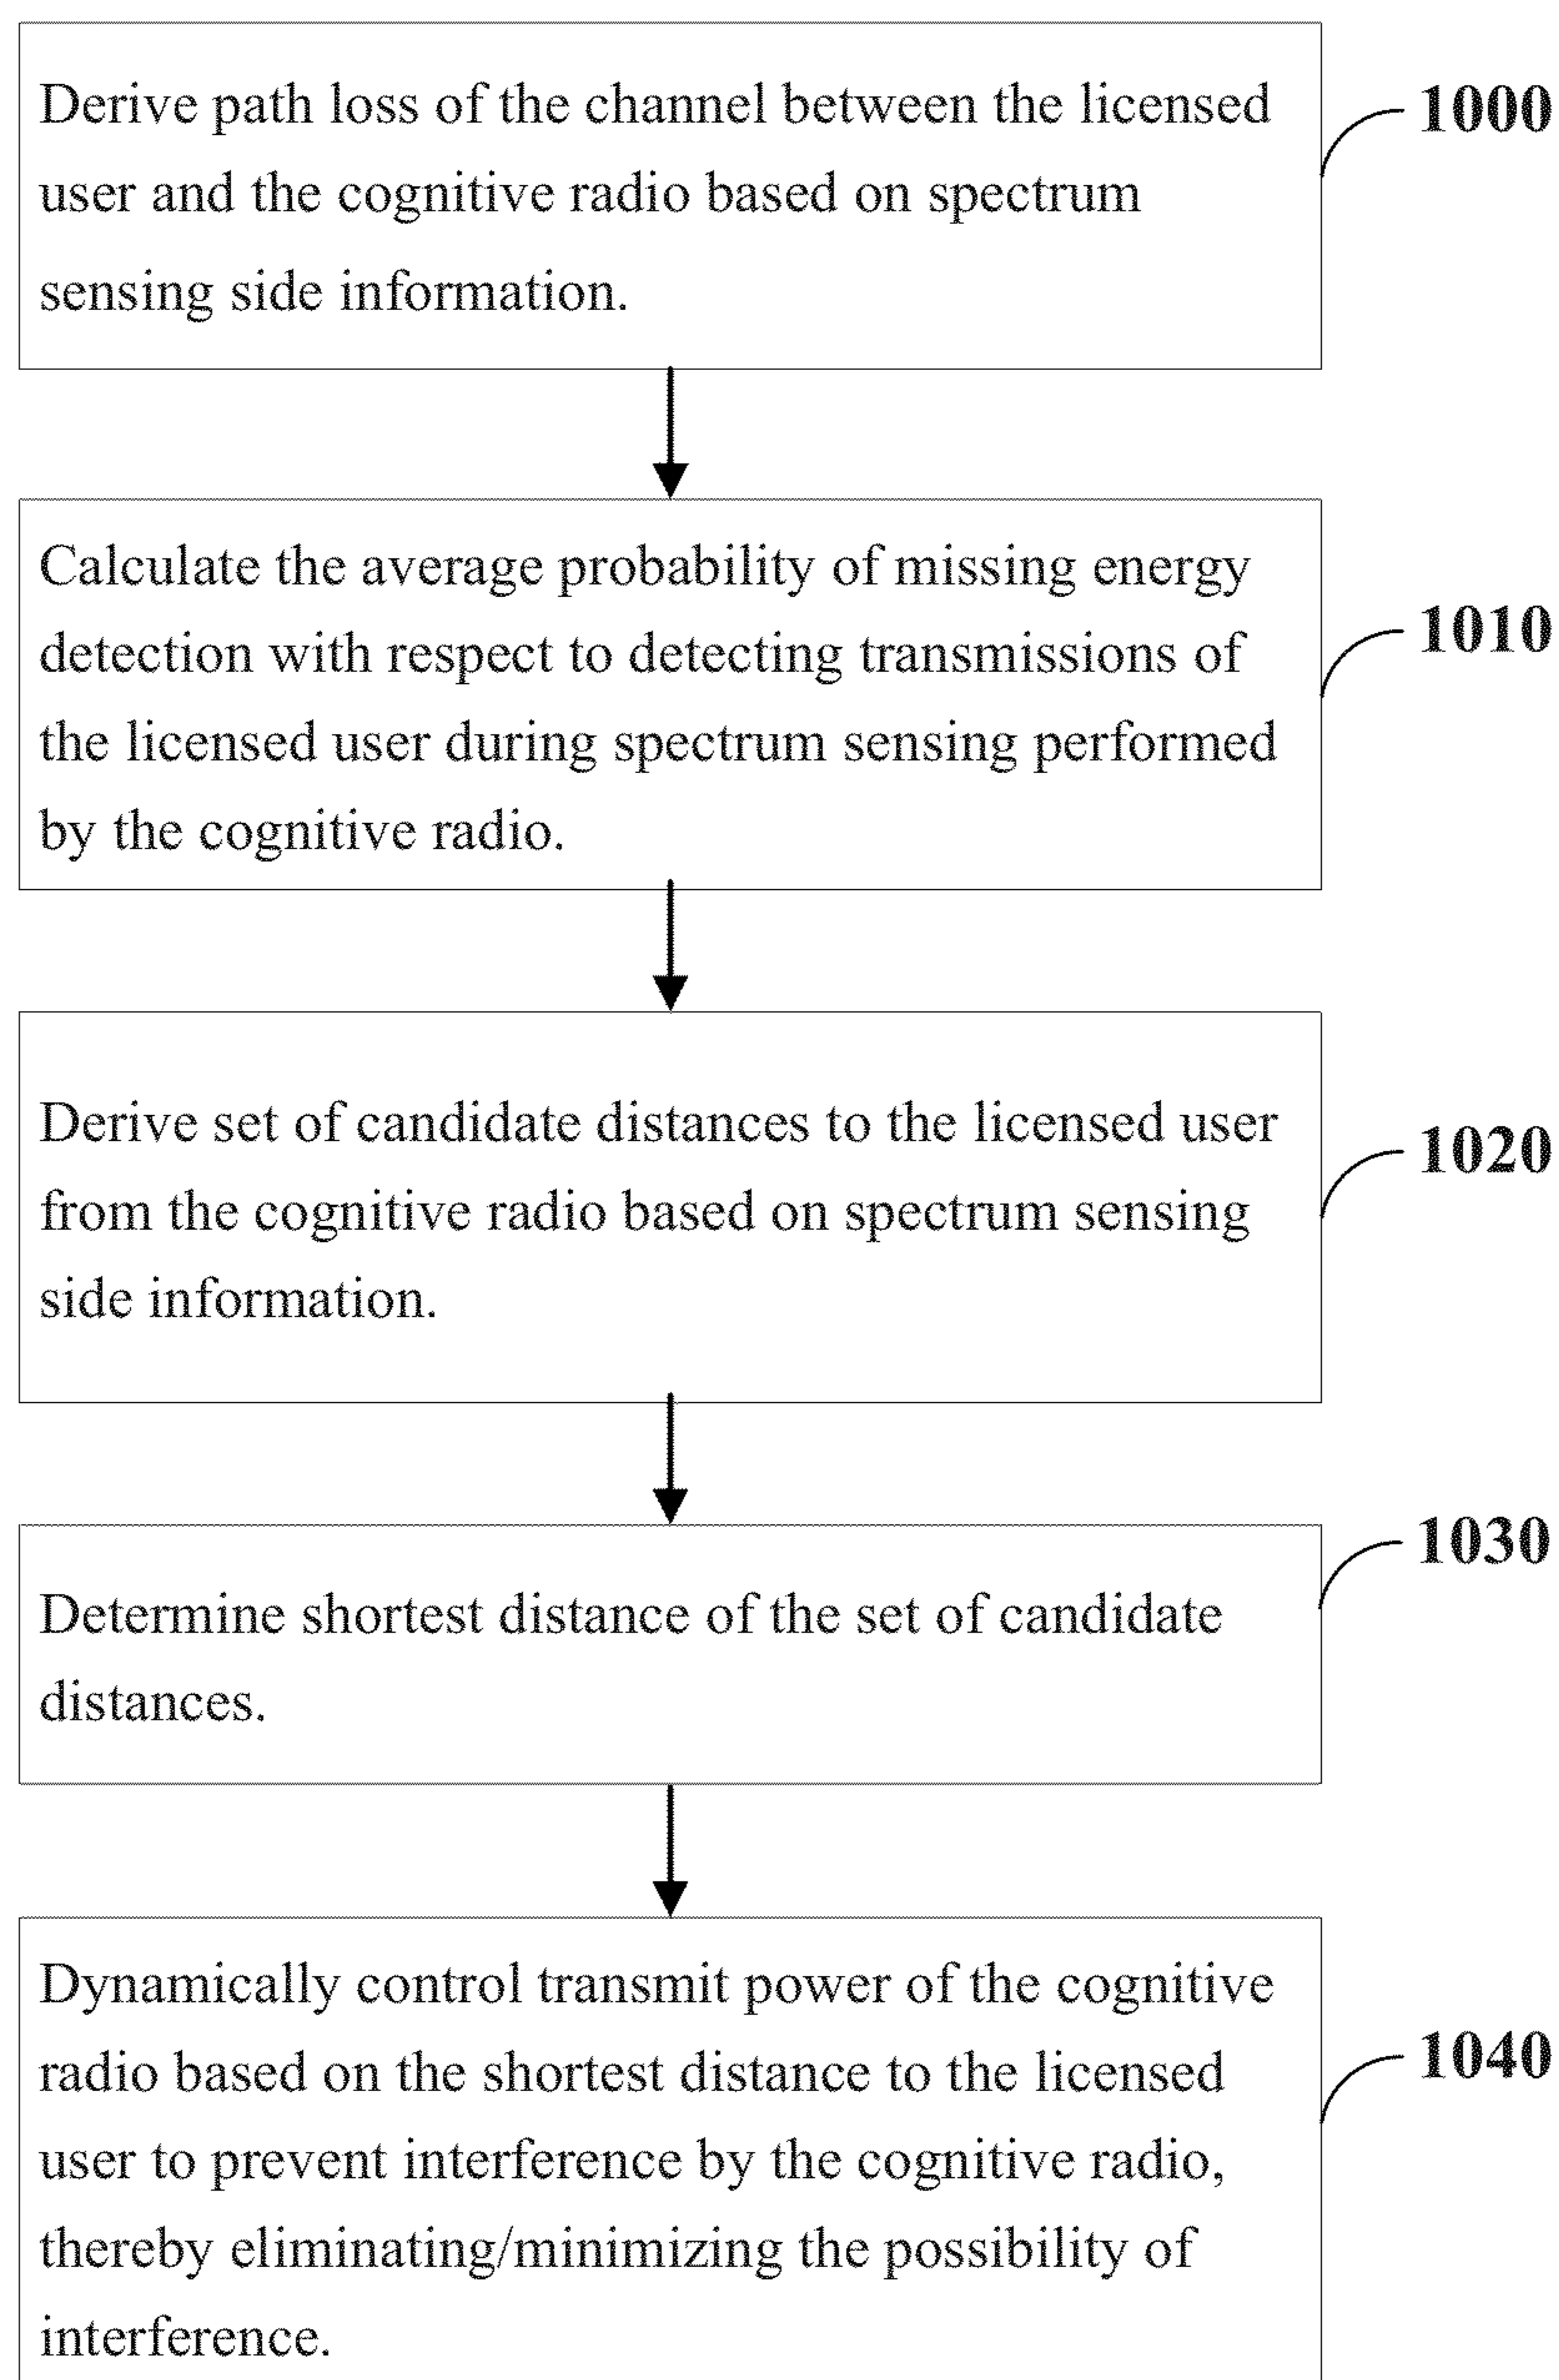 Derive path loss of the channel between the licensed
user and the cognitive radio based on spectrum
sensing side information.
1000
Calculate the average probability of missing energy
detection with respect to detecting transmissions of
the licensed user during spectrum sensing performed
by the cognitive radio.
1010
Derive set of candidate distances to the licensed user
from the cognitive radio based on spectrum sensing
side information.
1020
Determine shortest distance of the set of candidate
distances.
1030
Dynamically control transmit power of the cognitive
radio based on the shortest distance to the licensed
user to prevent interference by the cognitive radio,
thereby eliminating/minimizing the possibility of
interference.
1040